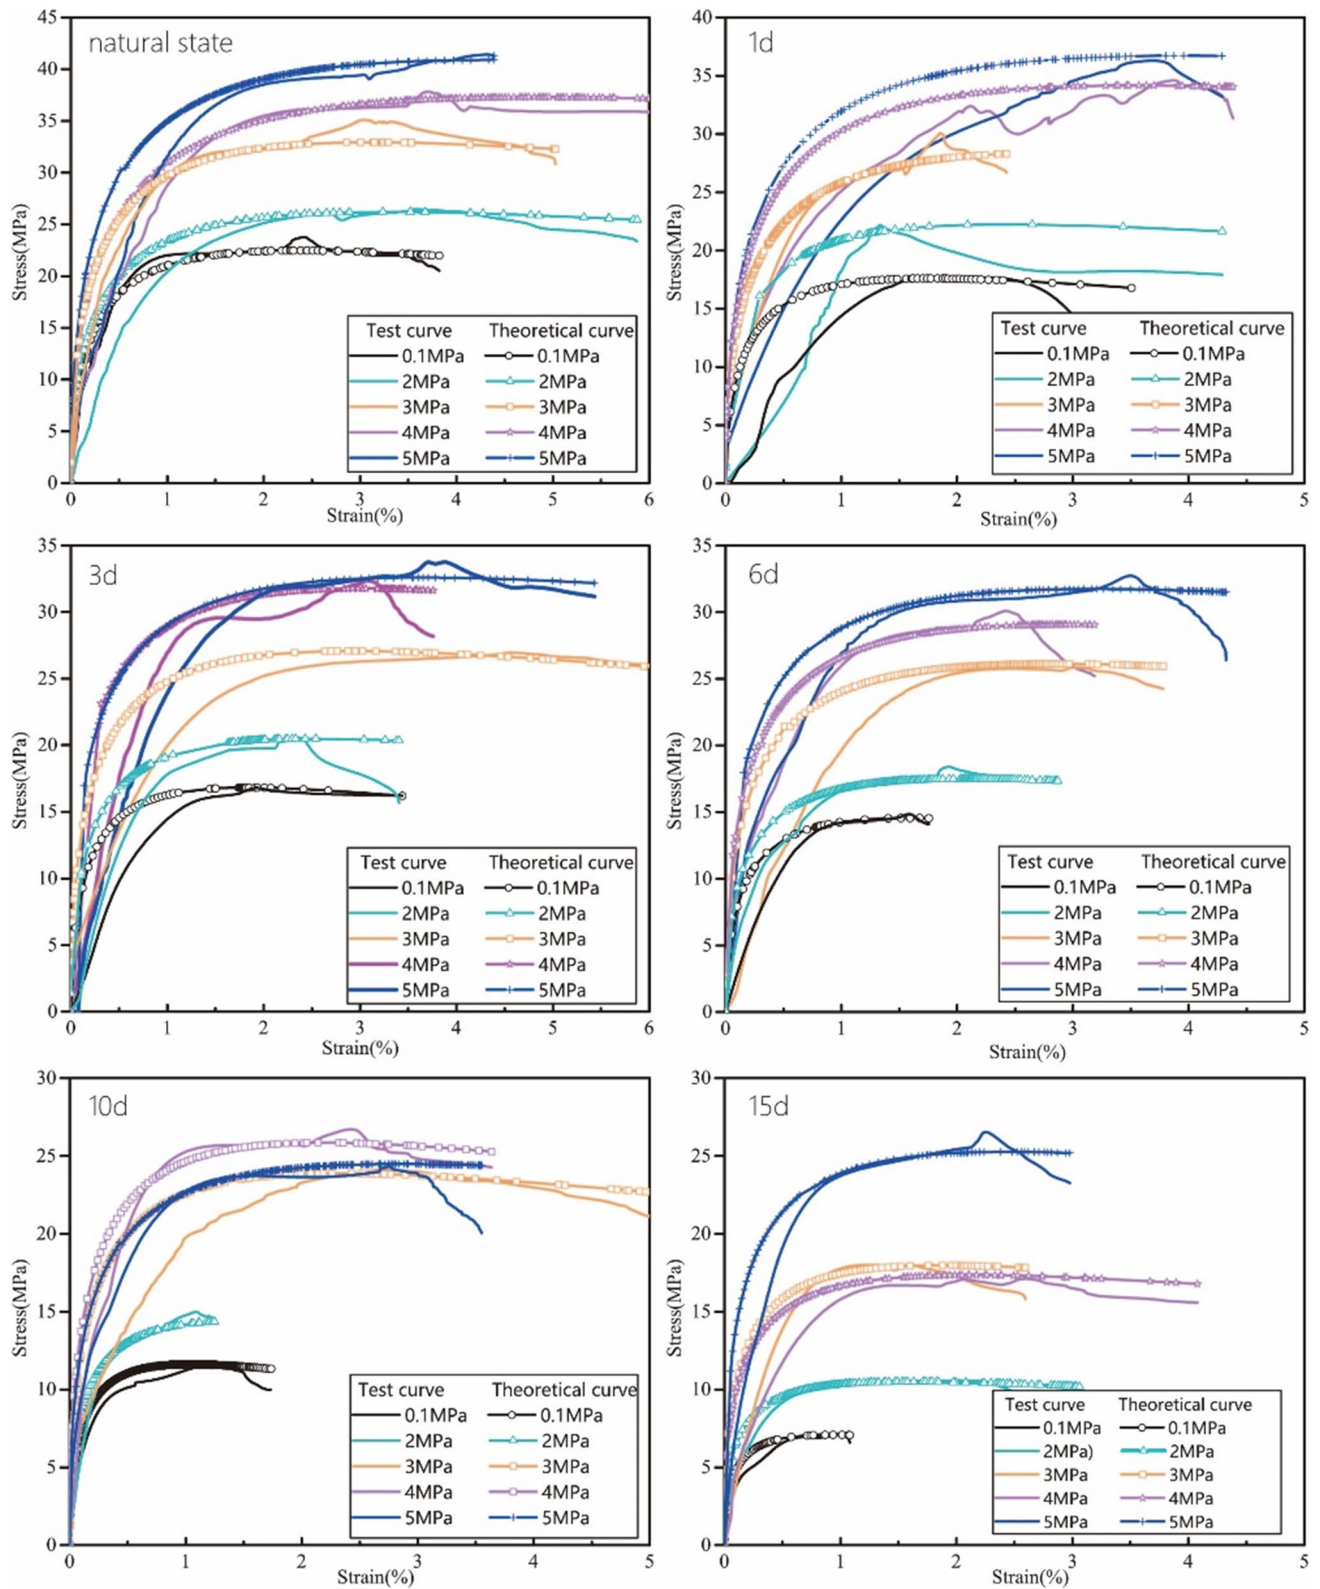 natural state
Stress(MPa)
45
40
35
30
25
20
15
10
5
0
0 1 2 3 4 5 6
Strain(%)
Test curve Theoretical curve
0.1MPa 0.1MPa
2MPa 2MPa
3MPa 3MPa
4MPa 4MPa
5MPa 5MPa
1d
Stress(MPa)
40
35
30
25
20
15
10
5
0
0 1 2 3 4 5
Strain(%)
Test curve Theoretical curve
0.1MPa 0.1MPa
2MPa 2MPa
3MPa 3MPa
4MPa 4MPa
5MPa 5MPa
3d
Stress(MPa)
35
30
25
20
15
10
5
0
0 1 2 3 4 5 6
Strain(%)
Test curve Theoretical curve
0.1MPa 0.1MPa
2MPa 2MPa
3MPa 3MPa
4MPa 4MPa
5MPa 5MPa
6d
Stress(MPa)
35
30
25
20
15
10
5
0
0 1 2 3 4 5
Strain(%)
Test curve Theoretical curve
0.1MPa 0.1MPa
2MPa 2MPa
3MPa 3MPa
4MPa 4MPa
5MPa 5MPa
10d
Stress(MPa)
30
25
20
15
10
5
0
0 1 2 3 4 5
Strain(%)
Test curve Theoretical curve
0.1MPa 0.1MPa
2MPa 2MPa
3MPa 3MPa
4MPa 4MPa
5MPa 5MPa
15d
Stress(MPa)
30
25
20
15
10
5
0
0 1 2 3 4 5
Strain(%)
Test curve Theoretical curve
0.1MPa 0.1MPa
2MPa) 2MPa
3MPa 3MPa
4MPa 4MPa
5MPa 5MPa